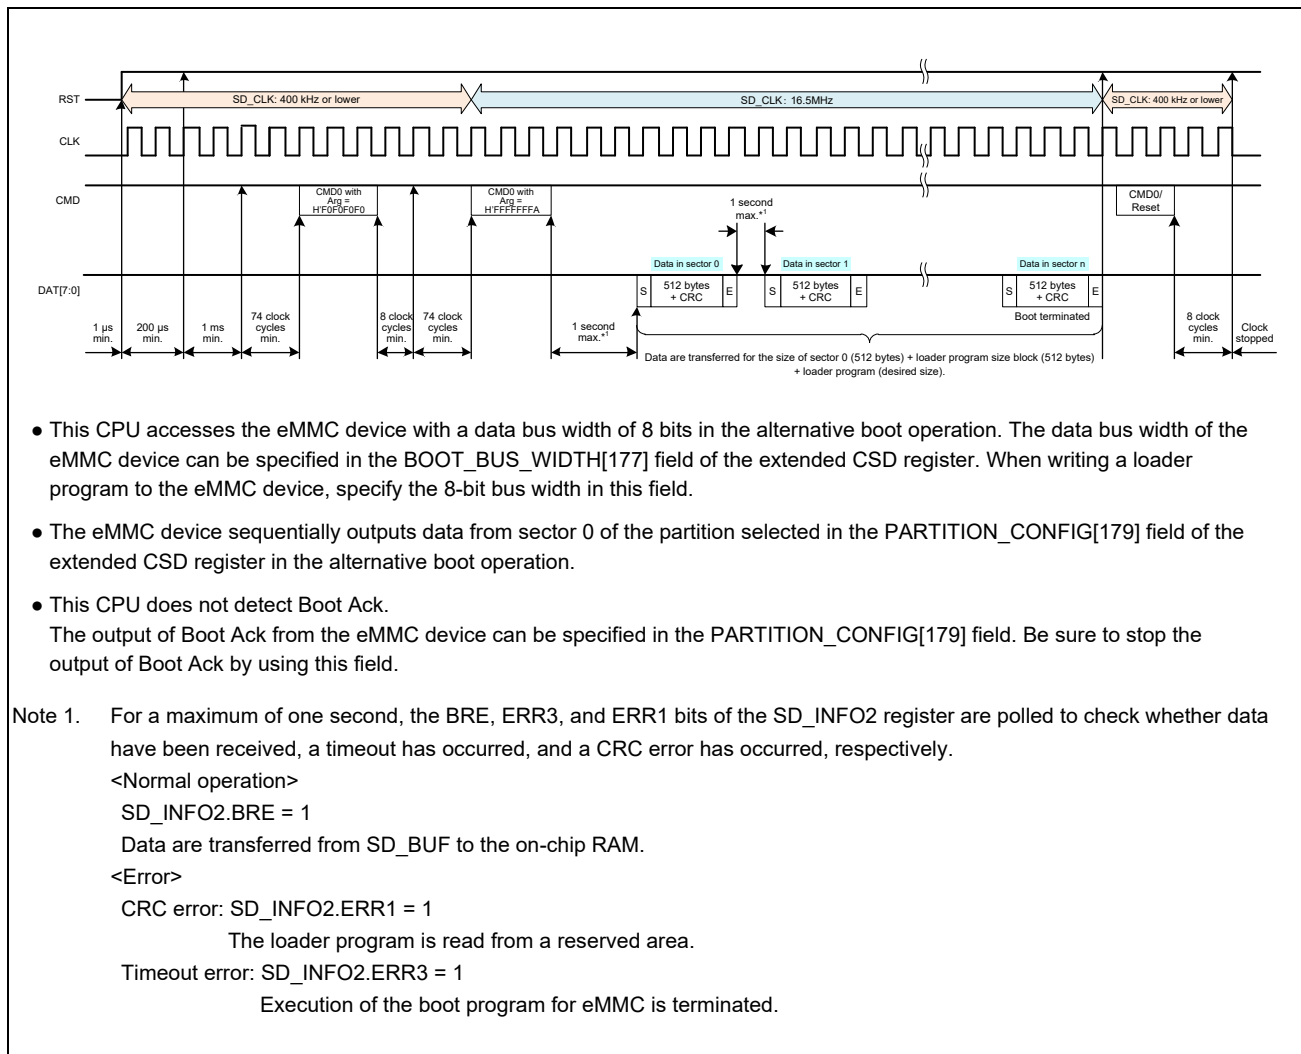 RST
SD_CLK: 400 kHz or lower
SD_CLK: 16.5MHz
SD_CLK: 400 kHz or lower
CLK
CMD
CMD0 with
Arg =
H'F0F0F0F0
CMD0 with
Arg =
H'FFFFFFFA
1 second
max.*1
CMD0/
Reset
DAT[7:0]
Data in sector 0
Data in sector 1
Data in sector n
S
512 bytes
+ CRC
E
S
512 bytes
+ CRC
E
S
512 bytes
+ CRC
E
Boot terminated
1 µs
min.
200 µs
min.
1 ms
min.
74 clock
cycles
min.
8 clock
cycles
min.
74 clock
cycles
min.
1 second
max.*1
8 clock
cycles
min.
Clock
stopped
Data are transferred for the size of sector 0 (512 bytes) + loader program size block (512 bytes)
+ loader program (desired size).
● This CPU accesses the eMMC device with a data bus width of 8 bits in the alternative boot operation. The data bus width of the
eMMC device can be specified in the BOOT_BUS_WIDTH[177] field of the extended CSD register. When writing a loader
program to the eMMC device, specify the 8-bit bus width in this field.
● The eMMC device sequentially outputs data from sector 0 of the partition selected in the PARTITION_CONFIG[179] field of the
extended CSD register in the alternative boot operation.
● This CPU does not detect Boot Ack.
The output of Boot Ack from the eMMC device can be specified in the PARTITION_CONFIG[179] field. Be sure to stop the
output of Boot Ack by using this field.
Note 1. For a maximum of one second, the BRE, ERR3, and ERR1 bits of the SD_INFO2 register are polled to check whether data
have been received, a timeout has occurred, and a CRC error has occurred, respectively.
<Normal operation>
SD_INFO2.BRE = 1
Data are transferred from SD_BUF to the on-chip RAM.
<Error>
CRC error: SD_INFO2.ERR1 = 1
The loader program is read from a reserved area.
Timeout error: SD_INFO2.ERR3 = 1
Execution of the boot program for eMMC is terminated.